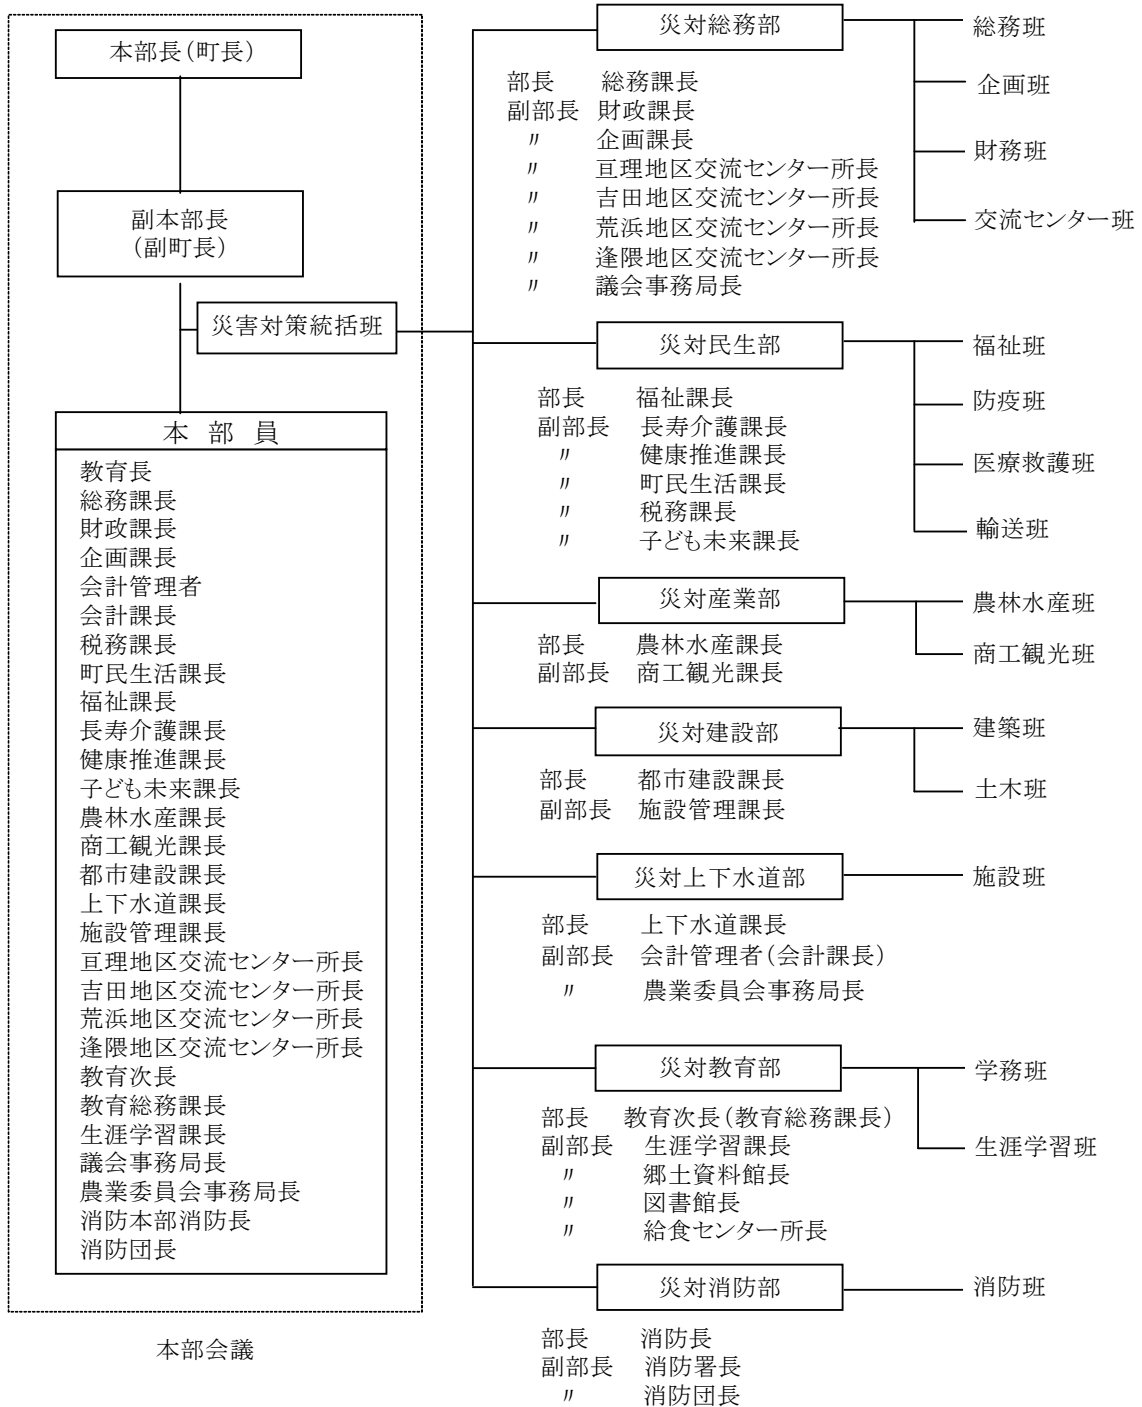 本部長（町長）
副本部長
（副町長）
災害対策統括班
本 部 員
教育長
総務課長
財政課長
企画課長
会計管理者
会計課長
税務課長
町民生活課長
福祉課長
長寿介護課長
健康推進課長
子ども未来課長
農林水産課長
商工観光課長
都市建設課長
上下水道課長
施設管理課長
亘理地区交流センター所長
吉田地区交流センター所長
荒浜地区交流センター所長
逢隈地区交流センター所長
教育次長
教育総務課長
生涯学習課長
議会事務局長
農業委員会事務局長
消防本部消防長
消防団長
本部会議
災対総務部
部長 総務課長
副部長 財政課長
〃 企画課長
〃 亘理地区交流センター所長
〃 吉田地区交流センター所長
〃 荒浜地区交流センター所長
〃 逢隈地区交流センター所長
〃 議会事務局長
総務班
企画班
財務班
交流センター班
災対民生部
部長 福祉課長
副部長 長寿介護課長
〃 健康推進課長
〃 町民生活課長
〃 税務課長
〃 子ども未来課長
福祉班
防疫班
医療救護班
輸送班
災対産業部
部長 農林水産課長
副部長 商工観光課長
農林水産班
商工観光班
災対建設部
部長 都市建設課長
副部長 施設管理課長
建築班
土木班
災対上下水道部
部長 上下水道課長
副部長 会計管理者（会計課長）
〃 農業委員会事務局長
施設班
災対教育部
部長 教育次長（教育総務課長）
副部長 生涯学習課長
〃 郷土資料館長
〃 図書館長
〃 給食センター所長
学務班
生涯学習班
災対消防部
部長 消防長
副部長 消防署長
〃 消防団長
消防班